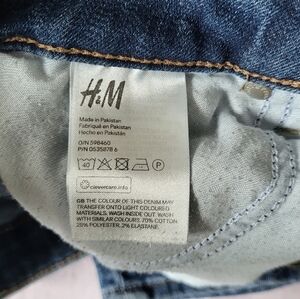 H&M
Made in Pakistan
Fabriqué en Pakistan
Hecho en Pakistán
O/N 598460
P/N 0535878 6
40 P
clevercare.info
GB THE COLOUR OF THIS DENIM MAY
TRANSFER ONTO LIGHT COLOURED
MATERIALS. WASH INSIDE OUT. WASH
WITH SIMILAR COLOURS. 70% COTTON
28% POLYESTER, 2% ELASTANE.